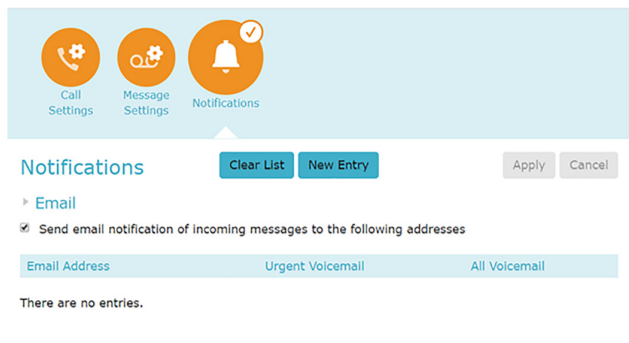 Call
Settings
Message
Settings
Notifications
Notifications
Clear List
New Entry
Apply
Cancel
Email
Send email notification of incoming messages to the following addresses
Email Address Urgent Voicemail All Voicemail
There are no entries.